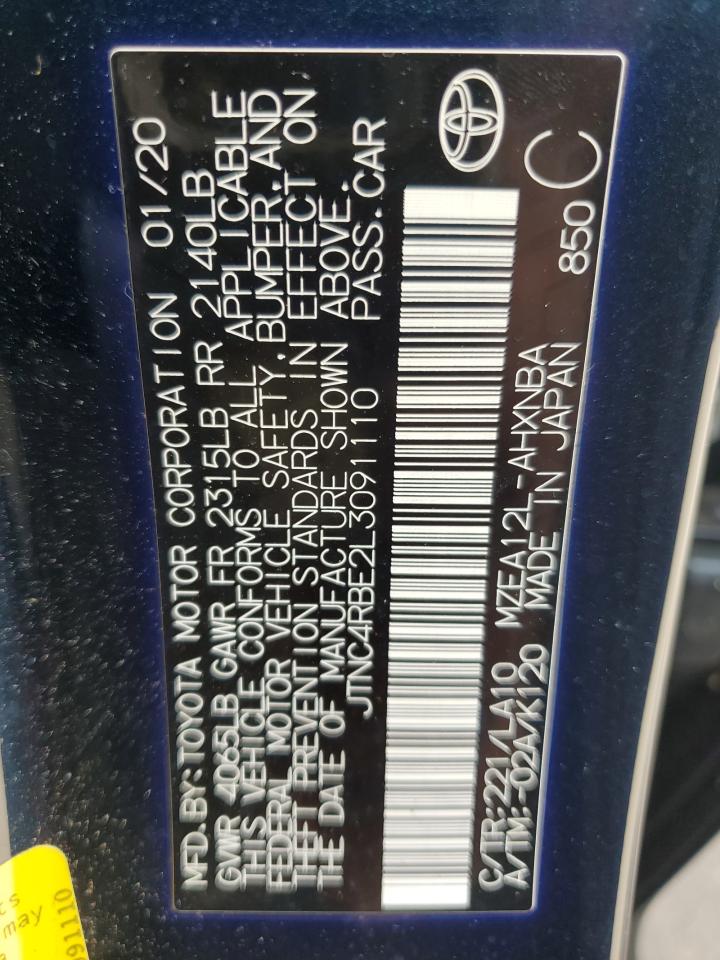 MFD.BY:TOYOTA MOTOR CORPORATION 01/20
GVWR 4065LB GAWR FR 2315LB RR 2140LB
THIS VEHICLE CONFORMS TO ALL APPLICABLE
FEDERAL MOTOR VEHICLE SAFETY,BUMPER,AND
THEFT PREVENTION STANDARDS IN EFFECT ON
THE DATE OF MANUFACTURE SHOWN ABOVE.
JTNC4RBE2L3091110 PASS.CAR
C/TR:221/LA10 MZEA12L-AHXNBA 850 C
A/TM:-02A/K120 MADE IN JAPAN
may
91110